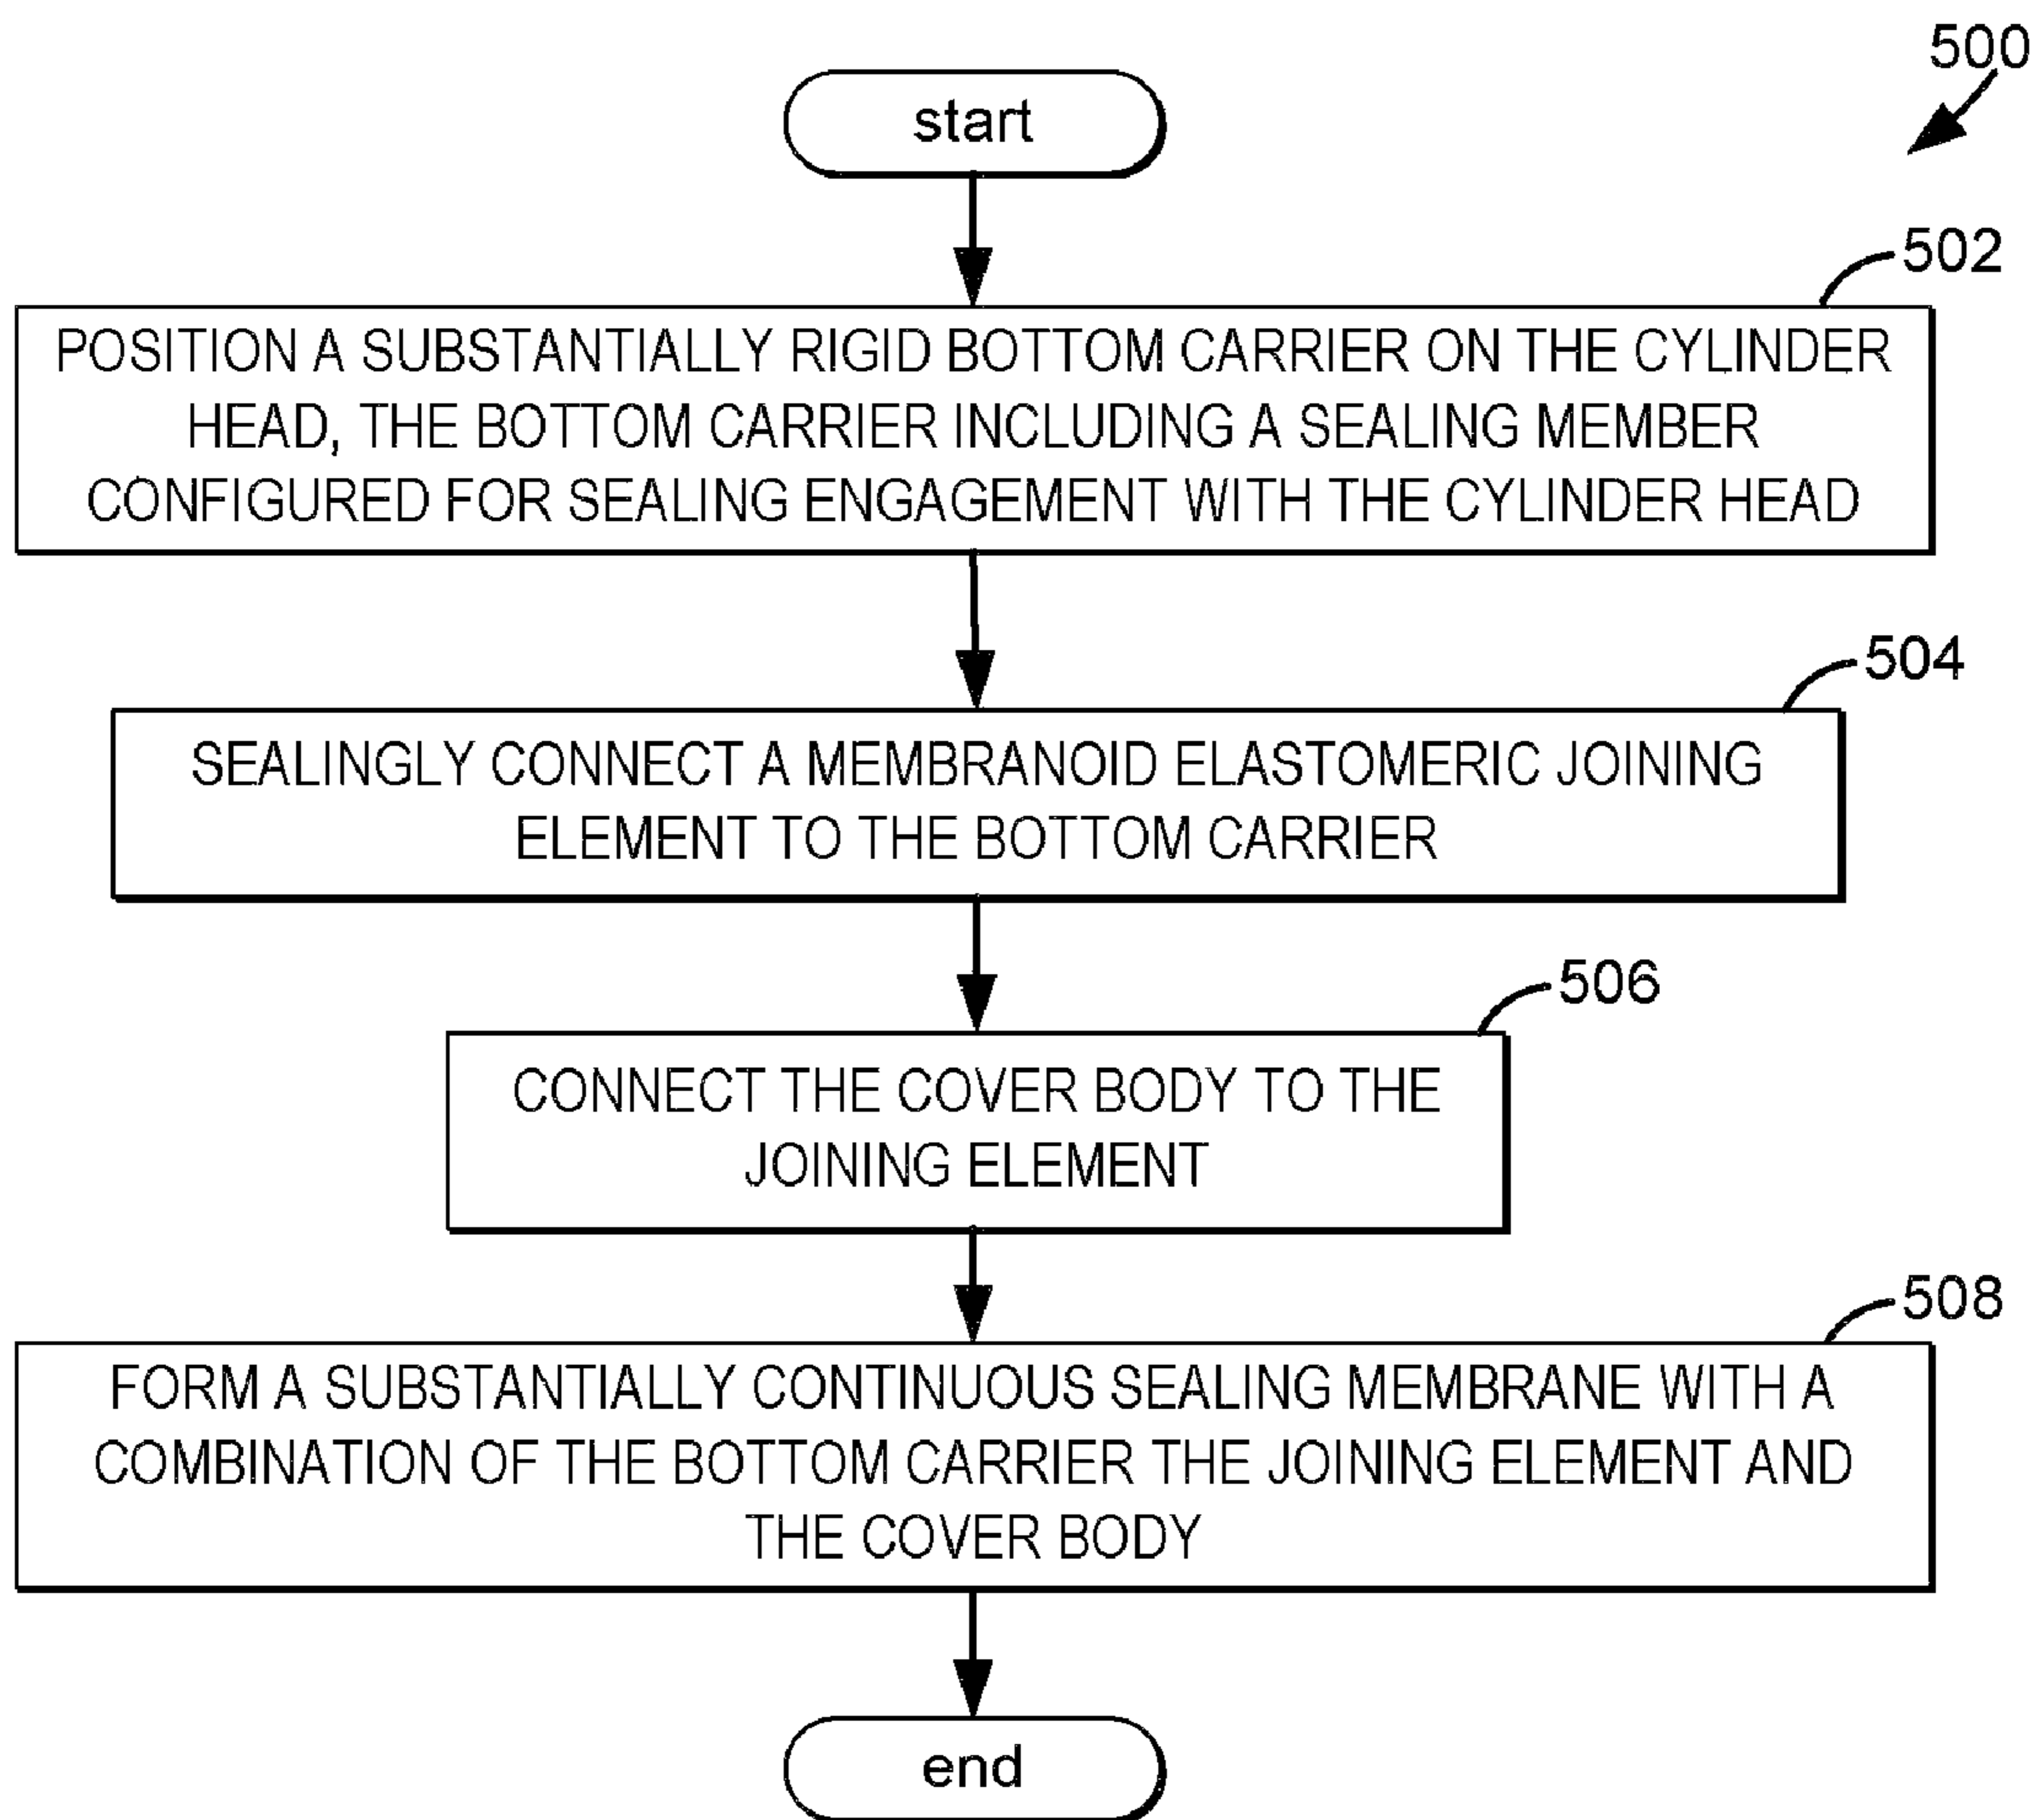 500
start
502
POSITION A SUBSTANTIALLY RIGID BOTTOM CARRIER ON THE CYLINDER
HEAD, THE BOTTOM CARRIER INCLUDING A SEALING MEMBER
CONFIGURED FOR SEALING ENGAGEMENT WITH THE CYLINDER HEAD
504
SEALINGLY CONNECT A MEMBRANOID ELASTOMERIC JOINING
ELEMENT TO THE BOTTOM CARRIER
506
CONNECT THE COVER BODY TO THE
JOINING ELEMENT
508
FORM A SUBSTANTIALLY CONTINUOUS SEALING MEMBRANE WITH A
COMBINATION OF THE BOTTOM CARRIER THE JOINING ELEMENT AND
THE COVER BODY
end